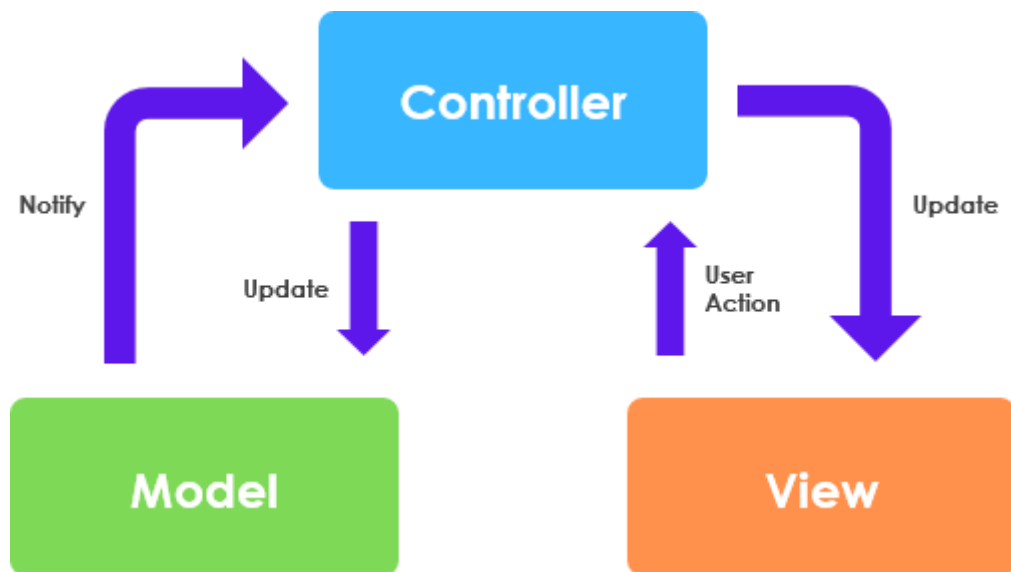 Controller
Notify
Update
Update
User
Action
Model
View